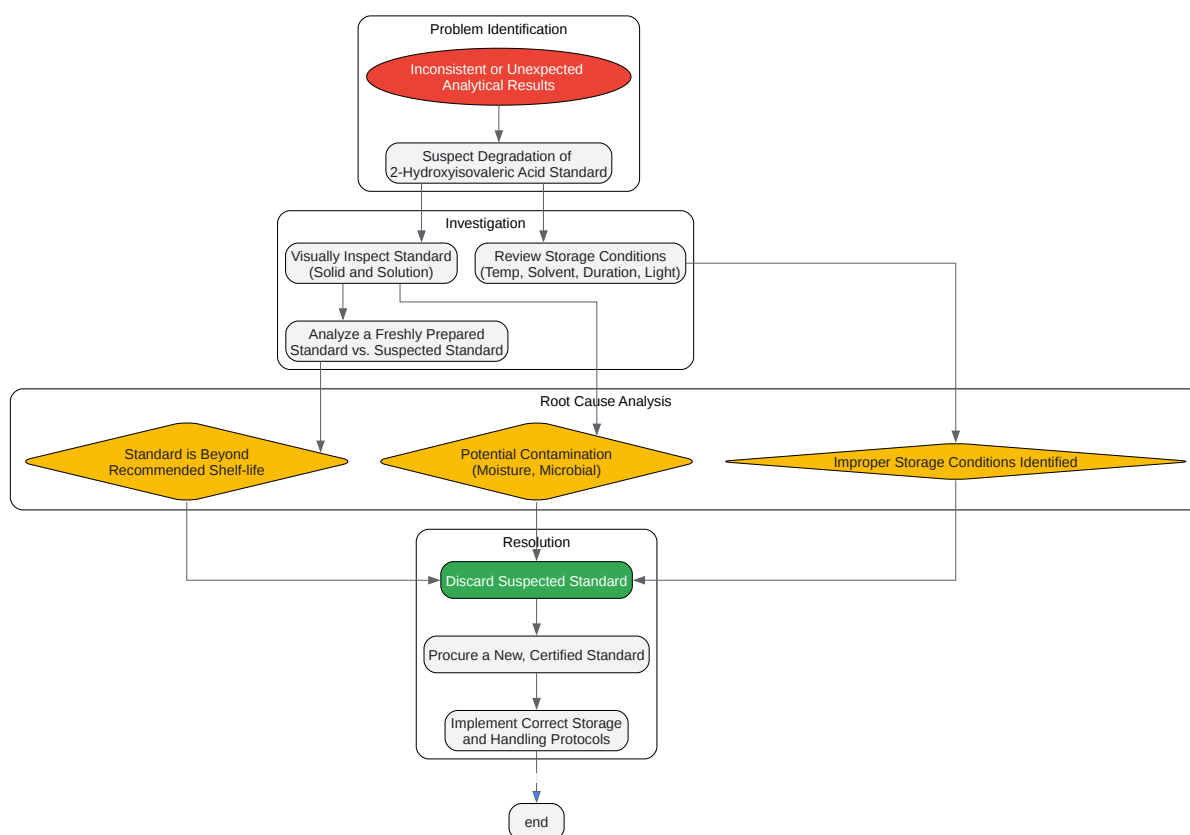 Problem Identification
Inconsistent or Unexpected
Analytical Results
Suspect Degradation of
2-Hydroxyisovaleric Acid Standard
Investigation
Visually Inspect Standard
(Solid and Solution)
Review Storage Conditions
(Temp, Solvent, Duration, Light)
Analyze a Freshly Prepared
Standard vs. Suspected Standard
Root Cause Analysis
Standard is Beyond
Recommended Shelf-life
Potential Contamination
(Moisture, Microbial)
Improper Storage Conditions Identified
Resolution
Discard Suspected Standard
Procure a New, Certified Standard
Implement Correct Storage
and Handling Protocols
end